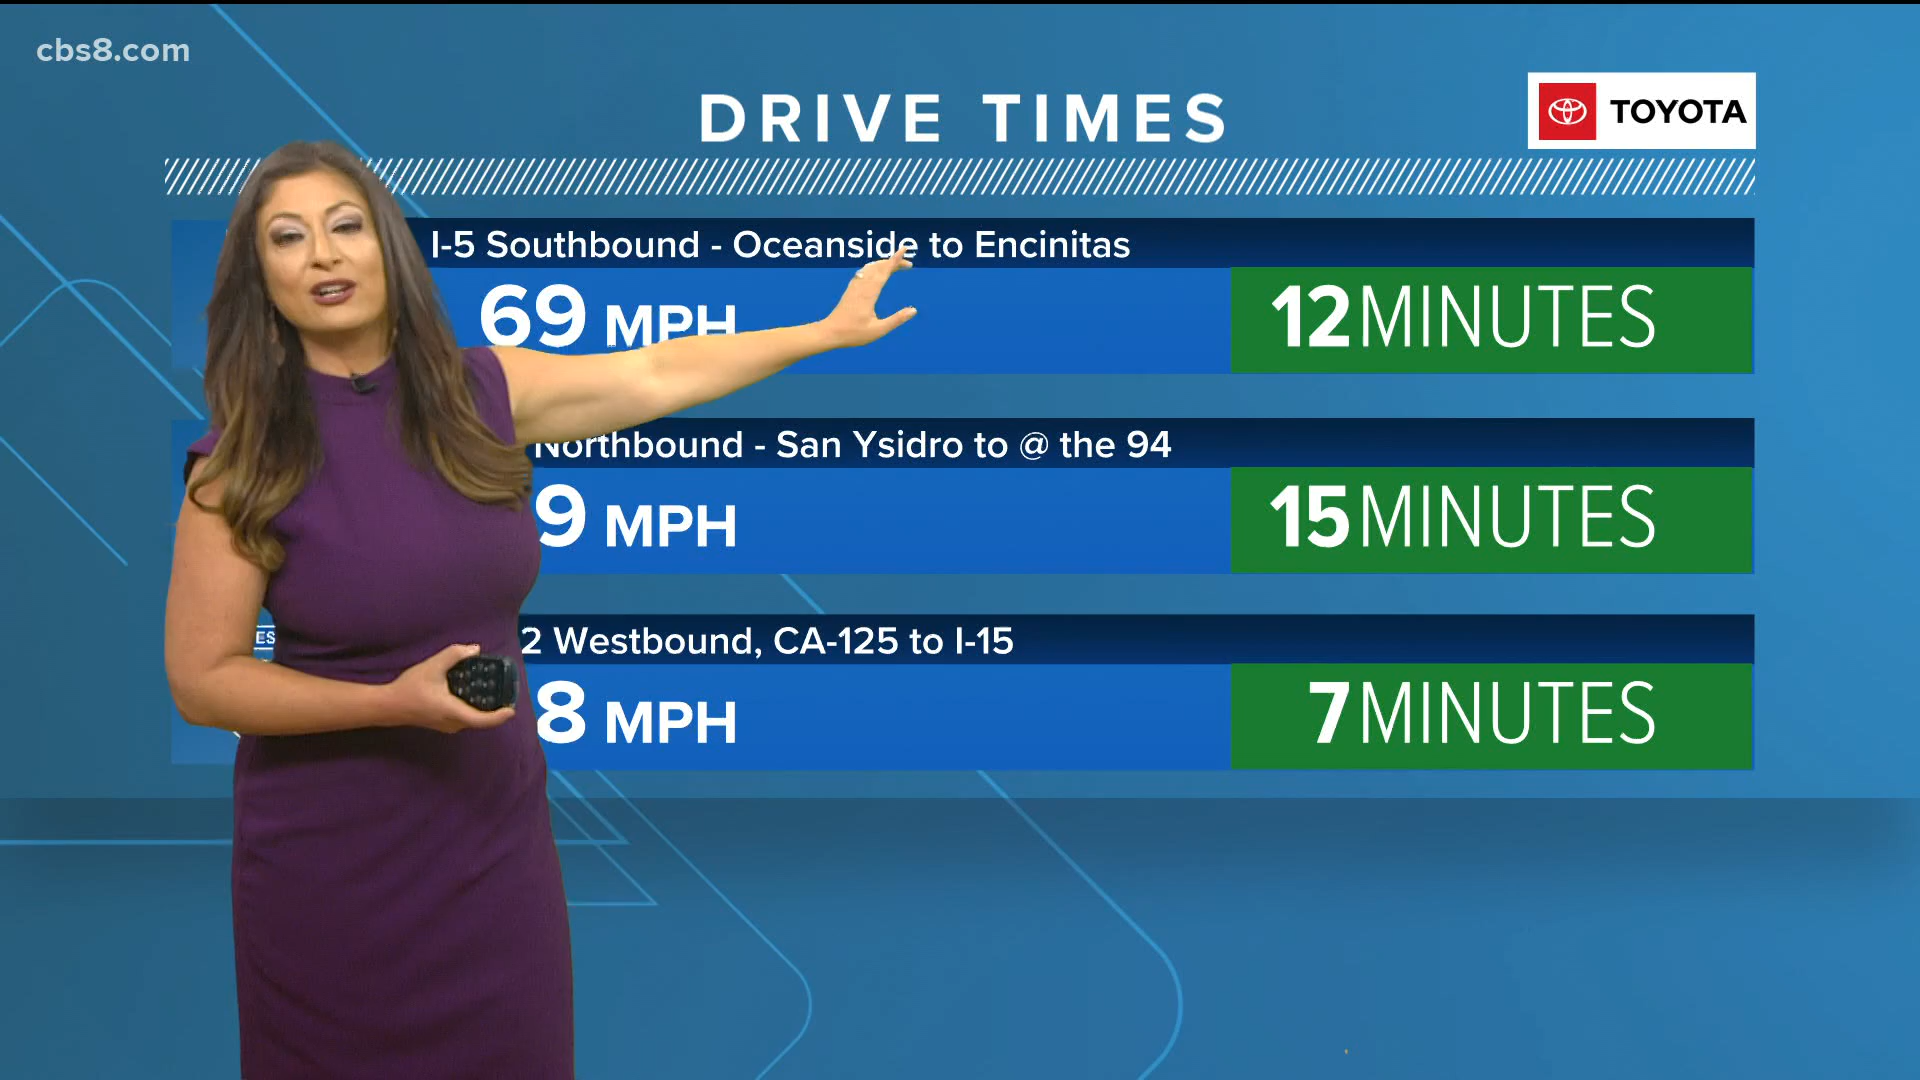 cbs8.com
DRIVE TIMES
TOYOTA
I-5 Southbound - Oceanside to Encinitas
69 MPH
12 MINUTES
Northbound - San Ysidro to @ the 94
9 MPH
15 MINUTES
ES
2 Westbound, CA-125 to I-15
8 MPH
7 MINUTES